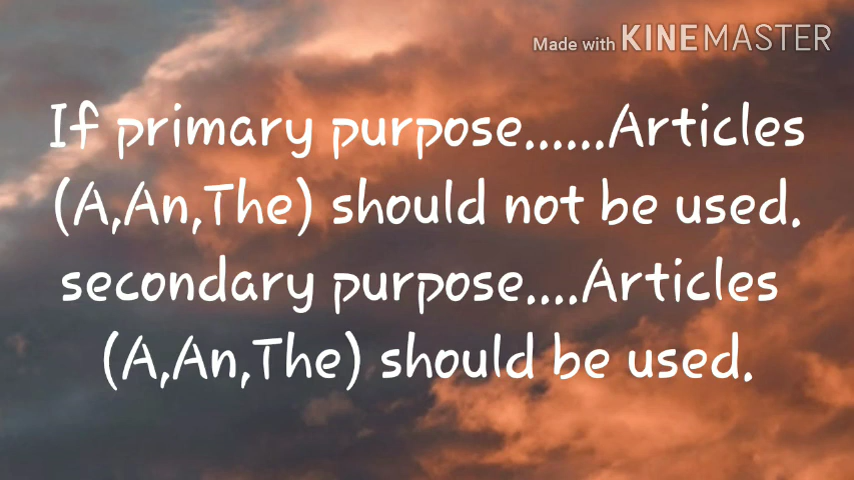 Made with KINEMASTER
If primary purpose......Articles
(A,An,The) should not be used.
secondary purpose....Articles
(A,An,The) should be used.